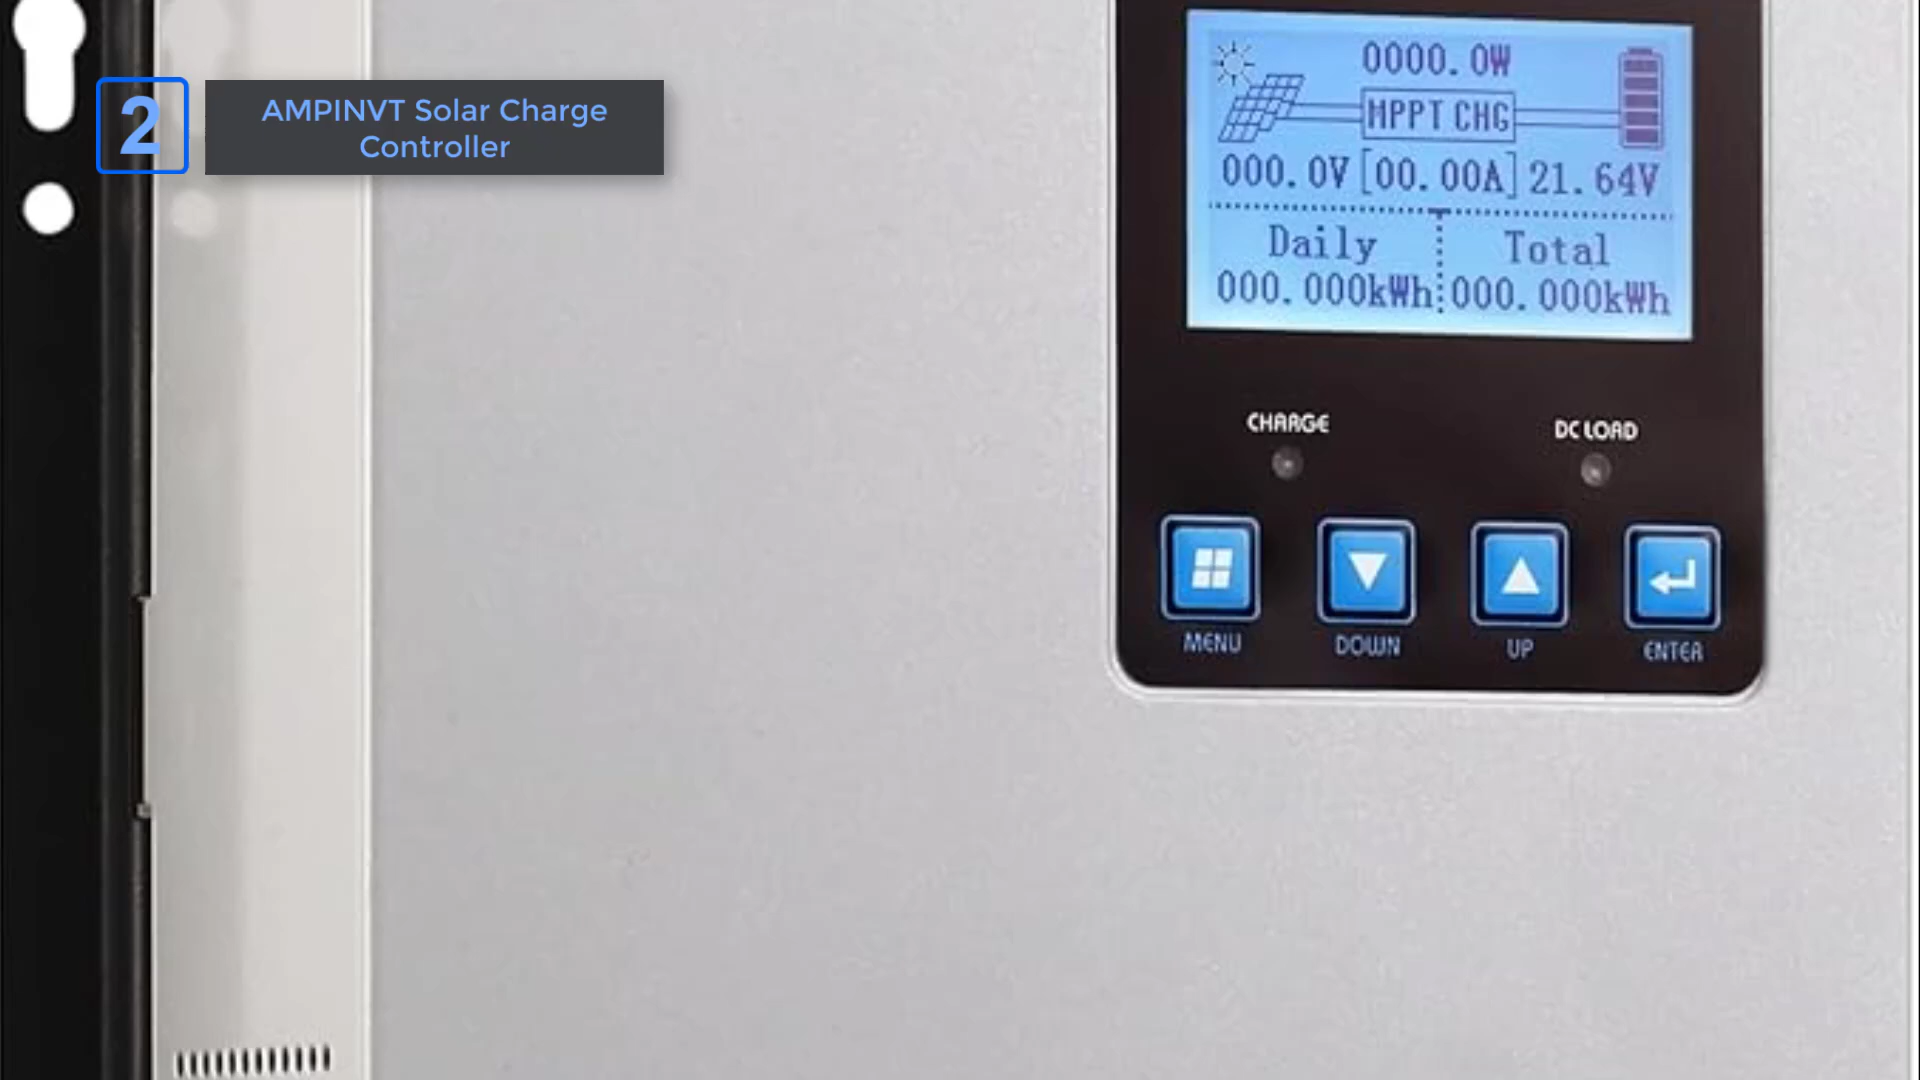 2
AMPINVT Solar Charge
Controller
0000.0W
MPPT CHG
000.0V [00.00A] 21.64V
Daily Total
000.000kWh 000.000kWh
CHARGE DC LOAD
MENU DOWN UP ENTER